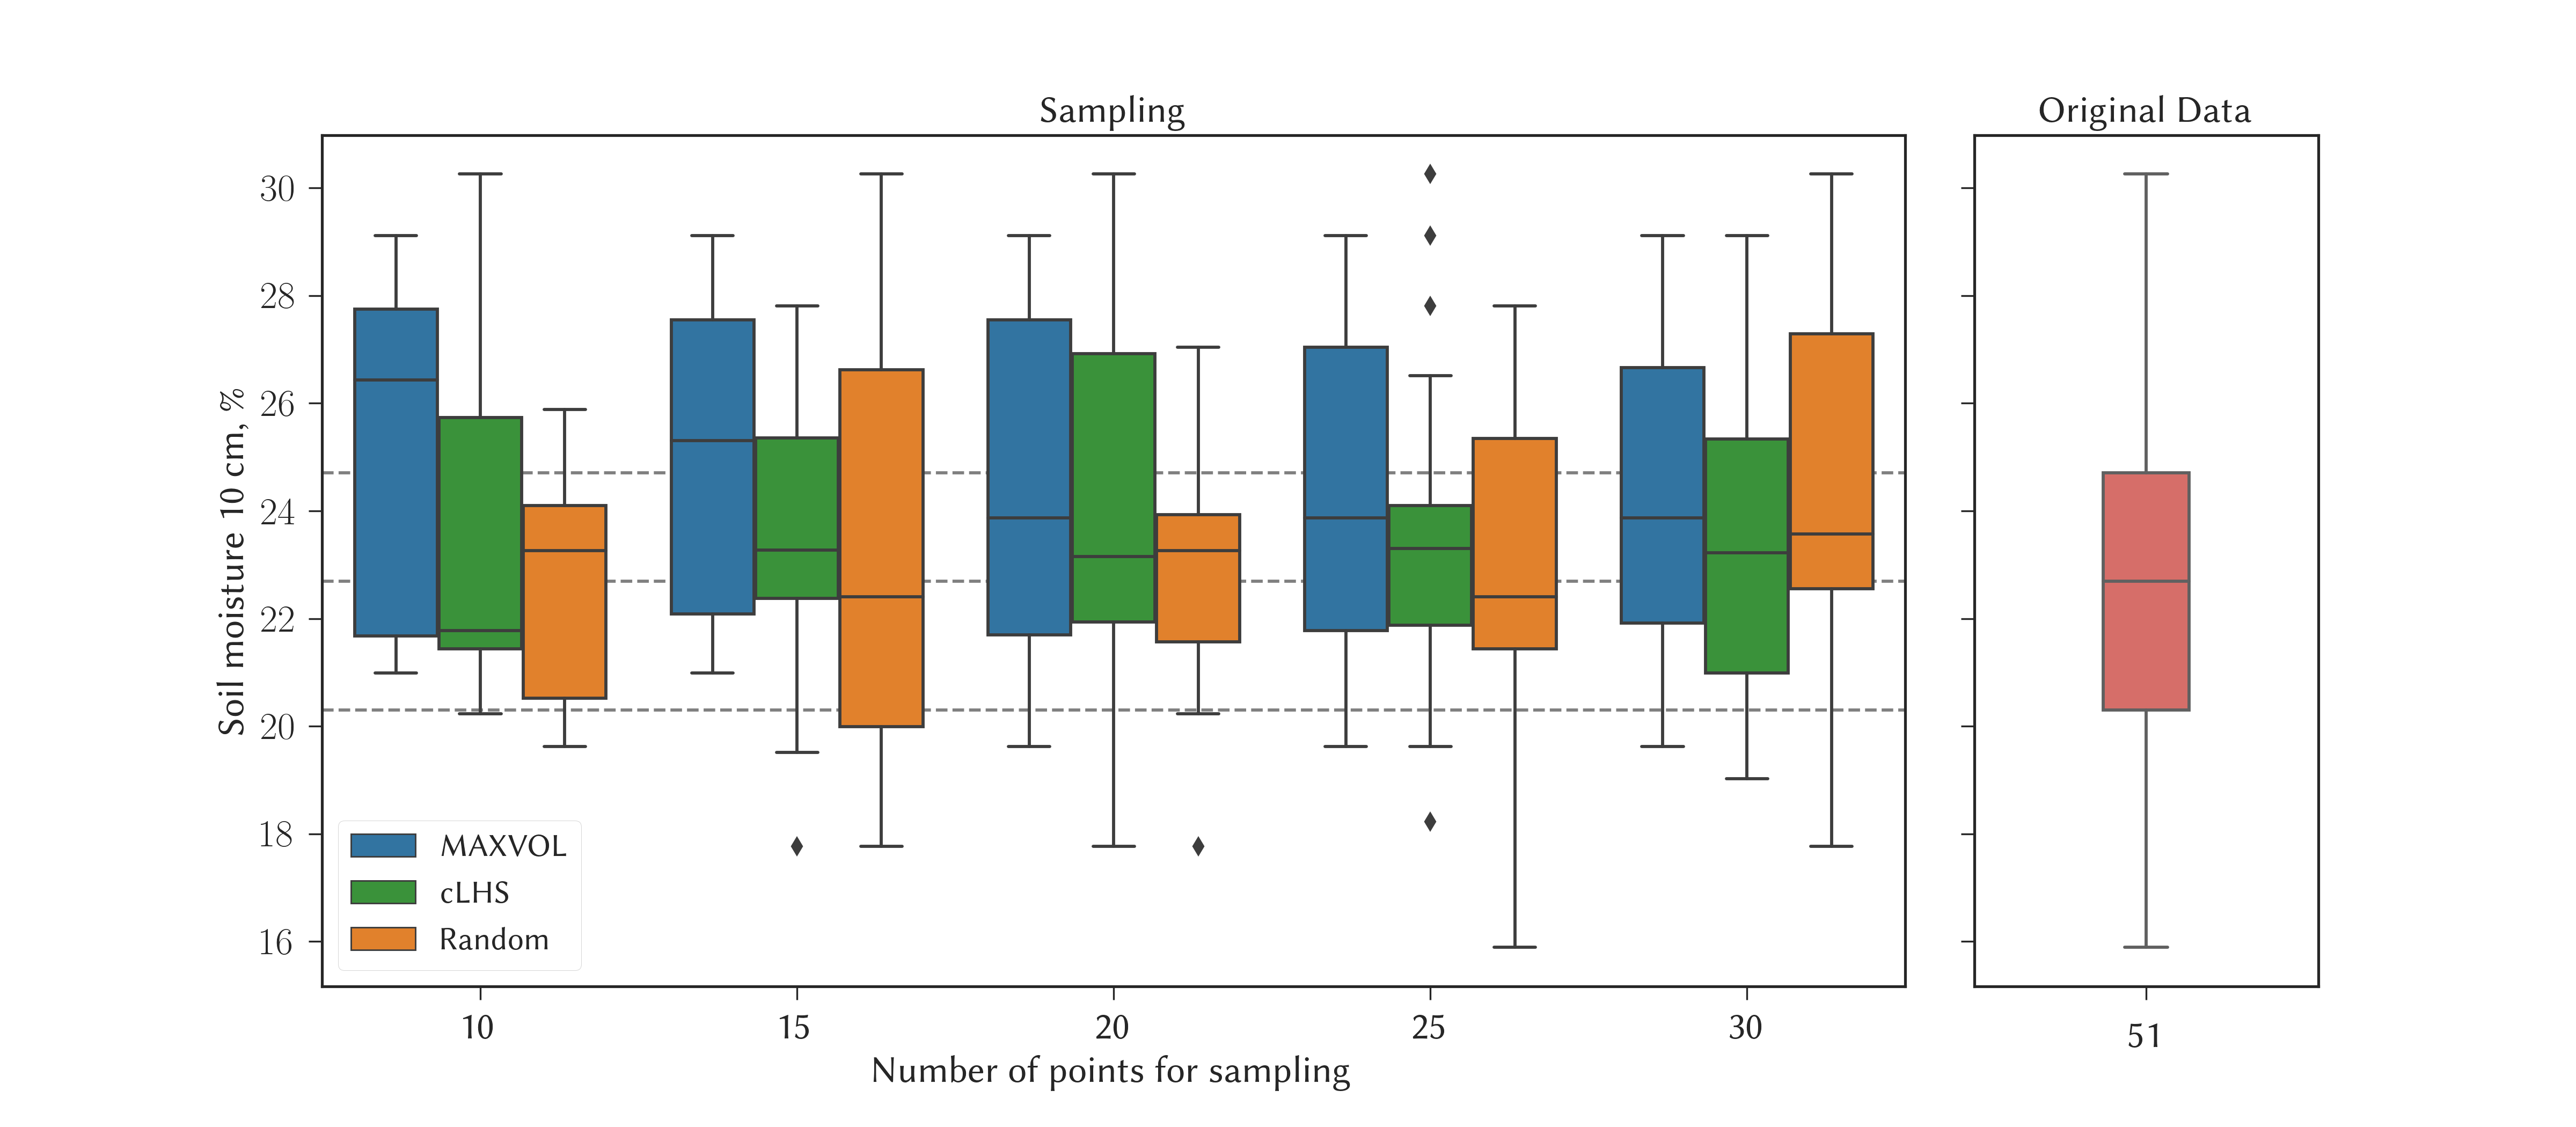 Sampling
Original Data
Soil moisture 10 cm, %
30
28
26
24
22
20
18
16
MAXVOL
cLHS
Random
10
15
20
25
30
51
Number of points for sampling